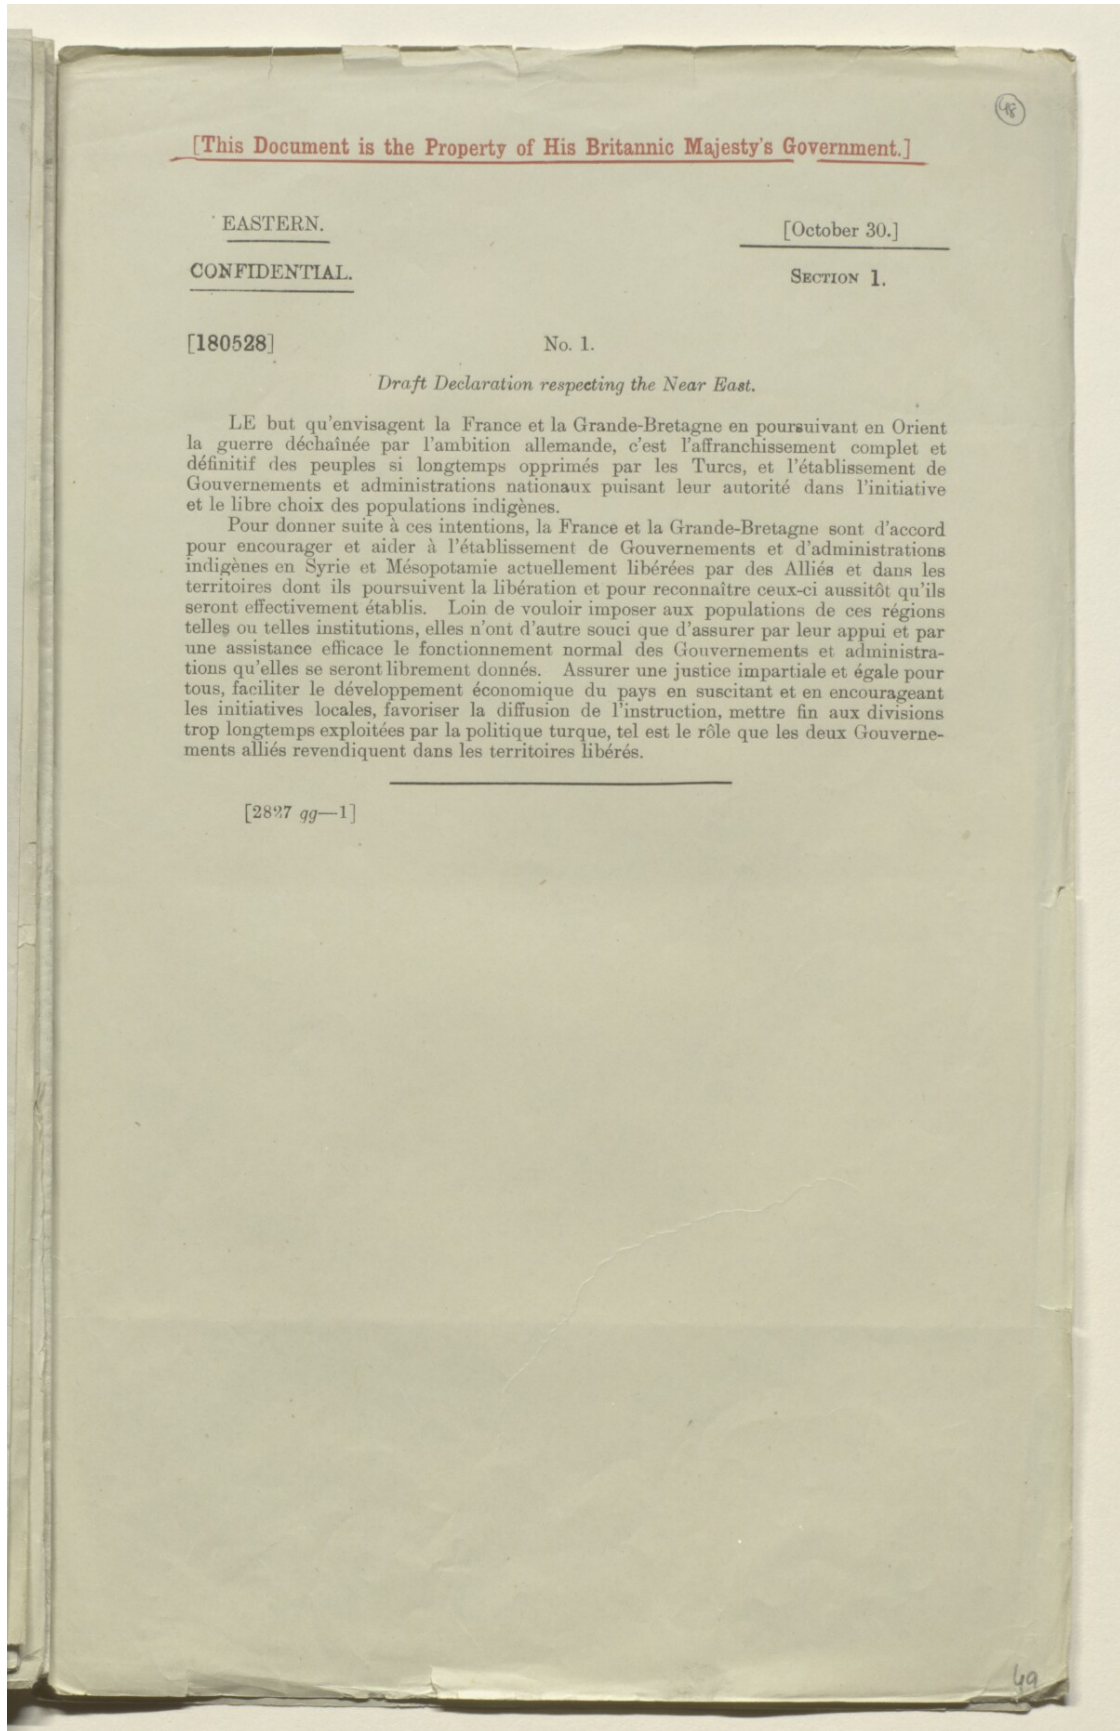 48
[This Document is the Property of His Britannic Majesty's Government.]
EASTERN.
[October 30.]
CONFIDENTIAL.
SECTION 1.
[180528]
No. 1.
Draft Declaration respecting the Near East.
LE but qu'envisagent la France et la Grande-Bretagne en poursuivant en Orient
la guerre déchaînée par l'ambition allemande, c'est l'affranchissement complet et
définitif des peuples si longtemps opprimés par les Turcs, et l'établissement de
Gouvernements et administrations nationaux puisant leur autorité dans l'initiative
et le libre choix des populations indigènes.
Pour donner suite à ces intentions, la France et la Grande-Bretagne sont d'accord
pour encourager et aider à l'établissement de Gouvernements et d'administrations
indigènes en Syrie et Mésopotamie actuellement libérées par des Alliés et dans les
territoires dont ils poursuivent la libération et pour reconnaître ceux-ci aussitôt qu'ils
seront effectivement établis. Loin de vouloir imposer aux populations de ces régions
telles ou telles institutions, elles n'ont d'autre souci que d'assurer par leur appui et par
une assistance efficace le fonctionnement normal des Gouvernements et administra-
tions qu'elles se seront librement donnés. Assurer une justice impartiale et égale pour
tous, faciliter le développement économique du pays en suscitant et en encourageant
les initiatives locales, favoriser la diffusion de l'instruction, mettre fin aux divisions
trop longtemps exploitées par la politique turque, tel est le rôle que les deux Gouverne-
ments alliés revendiquent dans les territoires libérés.
[2827 gg—1]
49